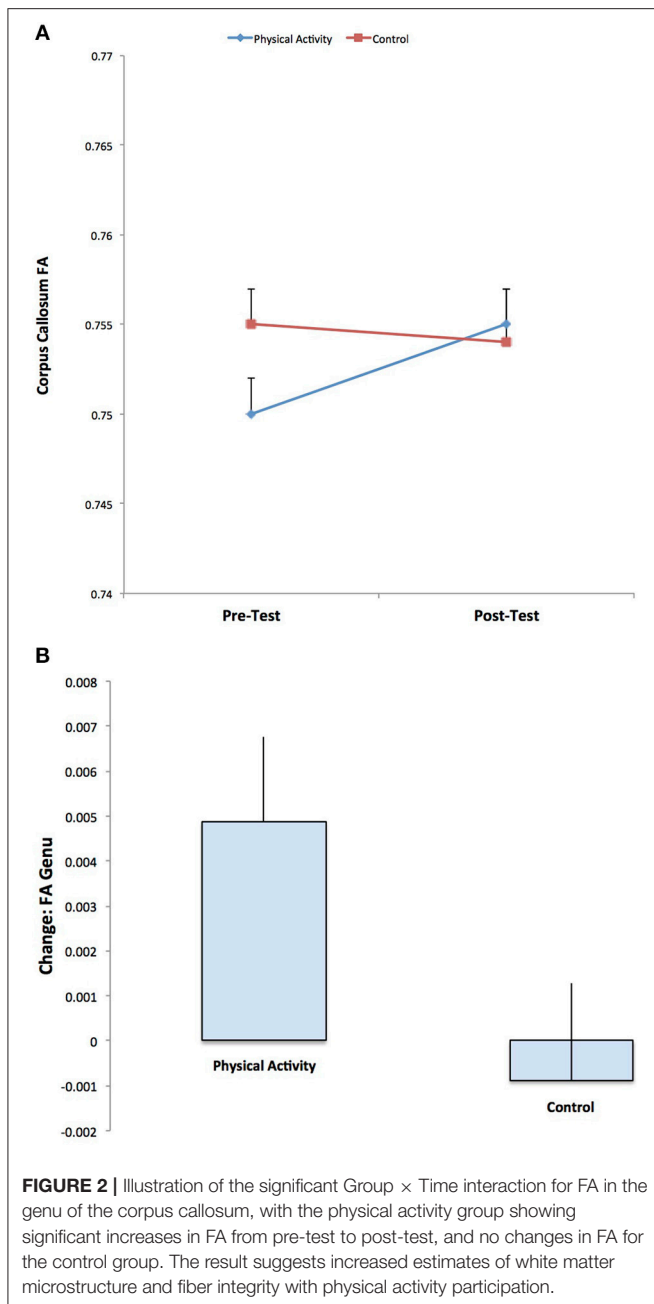 A
Physical Activity Control
0.77
0.765
0.76
0.755
0.75
0.745
0.74
Corpus Callosum FA
Pre-Test Post-Test
B
0.008
0.007
0.006
0.005
0.004
0.003
0.002
0.001
0
-0.001
-0.002
Change: FA Genu
Physical Activity
Control
FIGURE 2 | Illustration of the significant Group × Time interaction for FA in the
genu of the corpus callosum, with the physical activity group showing
significant increases in FA from pre-test to post-test, and no changes in FA for
the control group. The result suggests increased estimates of white matter
microstructure and fiber integrity with physical activity participation.